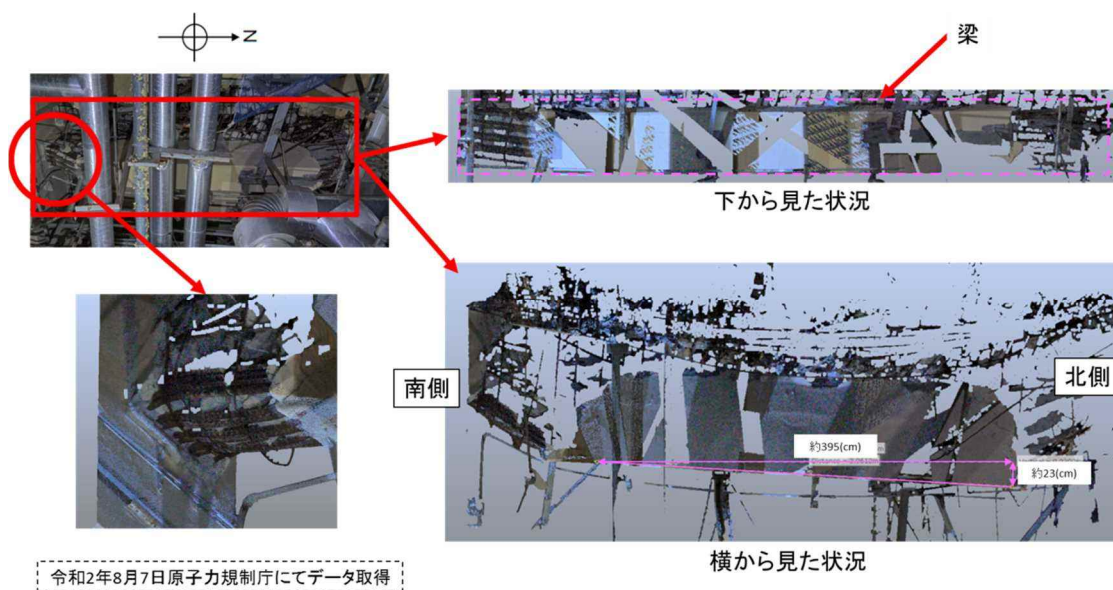 N
梁
下から見た状況
南側
北側
約395(cm)
約23(cm)
横から見た状況
令和2年8月7日原子力規制庁にてデータ取得